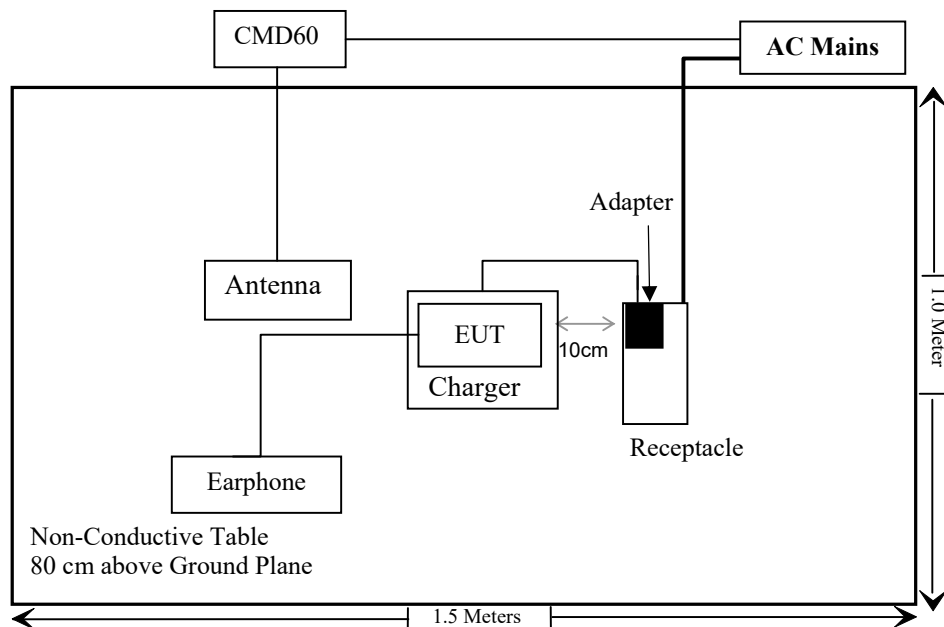 CMD60
AC Mains
Adapter
Antenna
EUT
10cm
Charger
1.0 Meter
Receptacle
Earphone
Non-Conductive Table
80 cm above Ground Plane
1.5 Meters